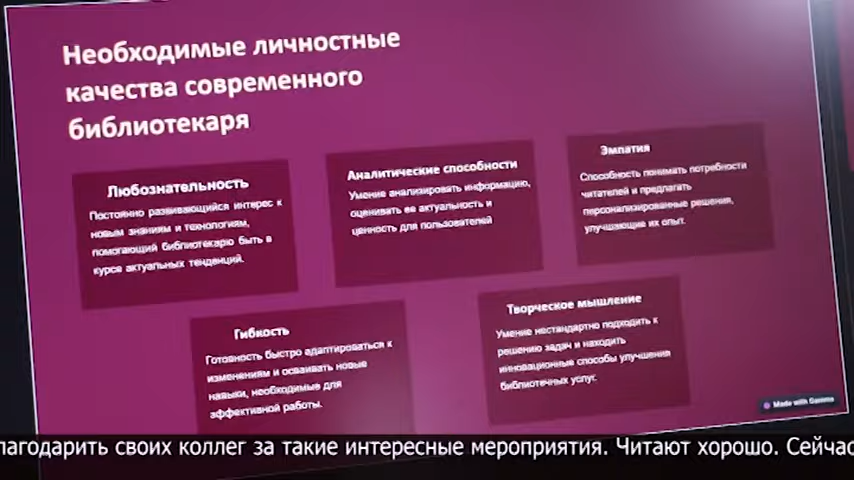 Необходимые личностные
качества современного
библиотекаря
Любознательность
Постоянно развивающийся интерес к
новым знаниям и технологиям,
помогающий библиотекарю быть в
курсе актуальных тенденций.
Аналитические способности
Умение анализировать информацию,
оценивать ее актуальность и
ценность для пользователей
Эмпатия
Способность понимать потребности
читателей и предлагать
персонализированные решения,
улучшающие их опыт.
Гибкость
Готовность быстро адаптироваться к
изменениям и осваивать новые
навыки, необходимые для
эффективной работы.
Творческое мышление
Умение нестандартно подходить к
решению задач и находить
инновационные способы улучшения
библиотечных услуг.
Made with Gamma
лагодарить своих коллег за такие интересные мероприятия. Читают хорошо. Сейчас